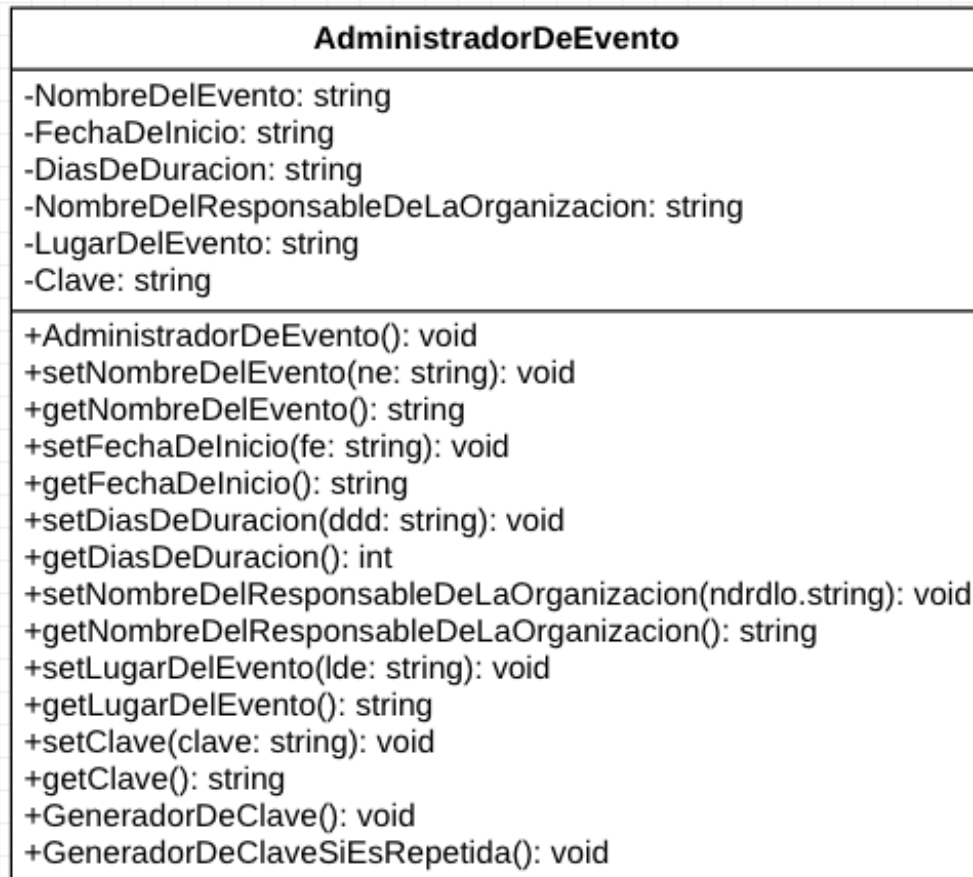 AdministradorDeEvento
-NombreDelEvento: string
-FechaDeInicio: string
-DiasDeDuracion: string
-NombreDelResponsableDeLaOrganizacion: string
-LugarDelEvento: string
-Clave: string
+AdministradorDeEvento(): void
+setNombreDelEvento(ne: string): void
+getNombreDelEvento(): string
+setFechaDeInicio(fe: string): void
+getFechaDeInicio(): string
+setDiasDeDuracion(ddd: string): void
+getDiasDeDuracion(): int
+setNombreDelResponsableDeLaOrganizacion(ndrdlo.string): void
+getNombreDelResponsableDeLaOrganizacion(): string
+setLugarDelEvento(lde: string): void
+getLugarDelEvento(): string
+setClave(clave: string): void
+getClave(): string
+GeneradorDeClave(): void
+GeneradorDeClaveSiEsRepetida(): void